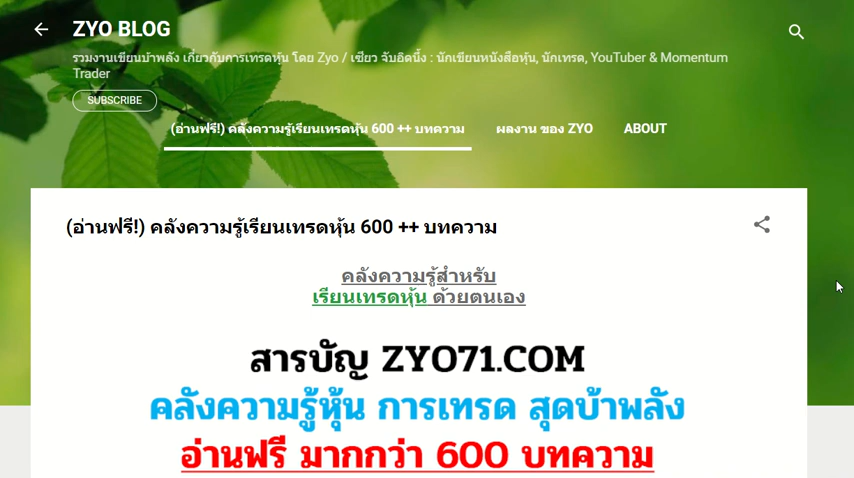 ZYO BLOG
รวมงานเขียนบ้าพลัง เกี่ยวกับการเทรดหุ้น โดย Zyo / เซียว จับอิดนึ้ง : นักเขียนหนังสือหุ้น, นักเทรด, YouTuber & Momentum
Trader
SUBSCRIBE
(อ่านฟรี!) คลังความรู้เรียนเทรดหุ้น 600 ++ บทความ ผลงาน ของ ZYO ABOUT
(อ่านฟรี!) คลังความรู้เรียนเทรดหุ้น 600 ++ บทความ
คลังความรู้สำหรับ
เรียนเทรดหุ้น ด้วยตนเอง
สารบัญ ZYO71.COM
คลังความรู้หุ้น การเทรด สุดบ้าพลัง
อ่านฟรี มากกว่า 600 บทความ